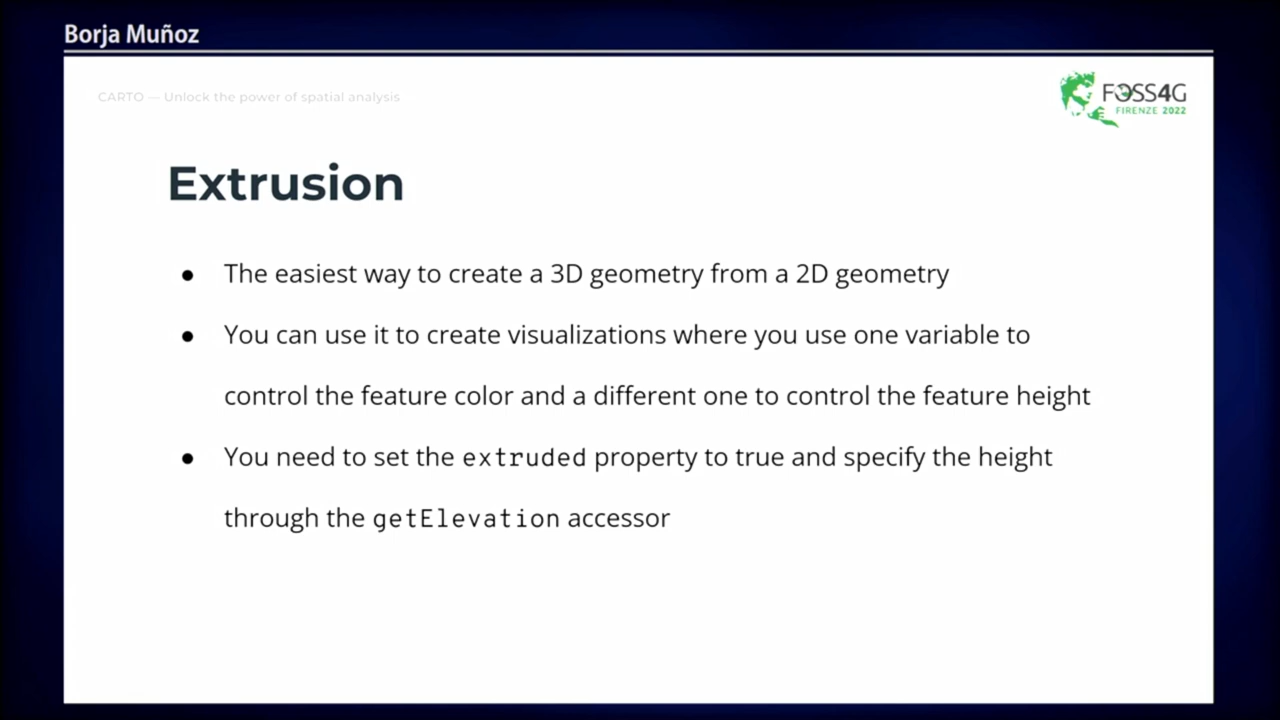 Borja Muñoz
CARTO — Unlock the power of spatial analysis
FOSS4G
FIRENZE 2022
Extrusion
● The easiest way to create a 3D geometry from a 2D geometry
● You can use it to create visualizations where you use one variable to
control the feature color and a different one to control the feature height
● You need to set the extruded property to true and specify the height
through the getElevation accessor